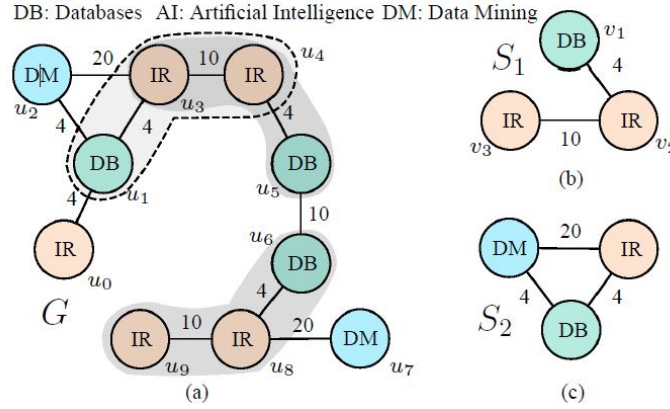 DB: Databases AI: Artificial Intelligence DM: Data Mining
20
10
u4
S1
DB
v1
DM
IR
IR
u2
u3
4
4
4
4
IR
10
IR
v3
v2
DB
u1
DB
u5
(b)
4
10
u6
IR
u0
DB
DM
20
IR
G
4
S2
4
4
10
20
DB
IR
IR
DM
u9
u8
u7
(a)
(c)